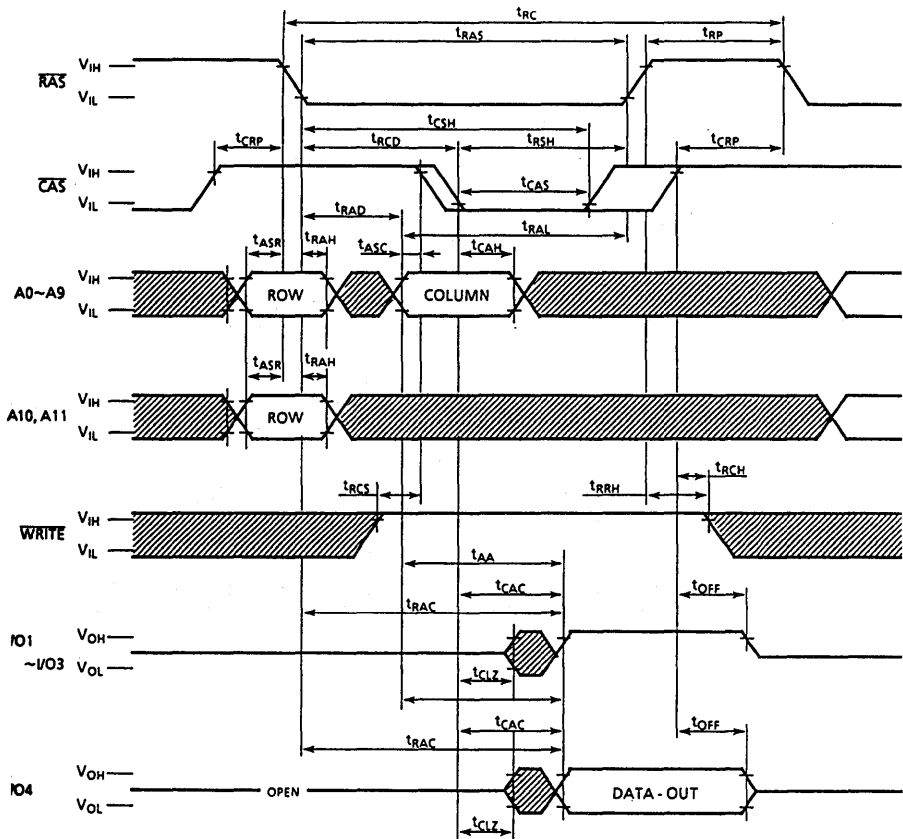 tRC
tRAS
tRP
RAS
VIH
VIL
tCSH
tCRP
tRCD
tRSH
tCRP
CAS
VIH
VIL
tCAS
tRAD
tRAL
tASR
tRAH
tASC
tCAH
A0~A9
VIH
VIL
ROW
COLUMN
tASR
tRAH
A10, A11
VIH
VIL
ROW
tRCS
tRRH
tRCH
WRITE
VIH
VIL
tAA
tCAC
tOFF
tRAC
I/O1
~I/O3
VOH
VOL
tCLZ
tCAC
tOFF
tRAC
I/O4
VOH
VOL
OPEN
DATA - OUT
tCLZ